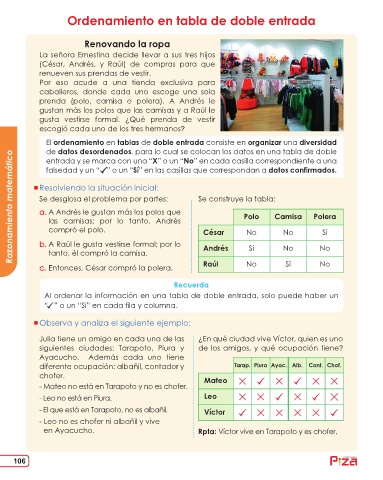 Ordenamiento en tabla de doble entrada
Renovando la ropa
La señora Ernestina decide llevar a sus tres hijos
(César, Andrés, y Raúl) de compras para que
renueven sus prendas de vestir.
Por eso acude a una tienda exclusiva para
caballeros, donde cada uno escoge una sola
prenda (polo, camisa o polera). A Andrés le
gustan más los polos que las camisas y a Raúl le
gusta vestirse formal. ¿Qué prenda de vestir
escogió cada uno de los tres hermanos?
El ordenamiento en tablas de doble entrada consiste en organizar una diversidad
de datos desordenados, para lo cual se colocan los datos en una tabla de doble
entrada y se marca con una “X” o un “No” en cada casilla correspondiente a una
falsedad y un “✓” o un “Sí” en las casillas que correspondan a datos confirmados.
Razonamiento matemático
Resolviendo la situación inicial:
Se desglosa el problema por partes:
a. A Andrés le gustan más los polos que
las camisas; por lo tanto, Andrés
compró el polo.
b. A Raúl le gusta vestirse formal; por lo
tanto, él compró la camisa.
c. Entonces, César compró la polera.
Se construye la tabla:
Polo Camisa Polera
César No No Sí
Andrés Sí No No
Raúl No Sí No
Recuerda
Al ordenar la información en una tabla de doble entrada, solo puede haber un
“✓” o un “Sí” en cada fila y columna.
Observa y analiza el siguiente ejemplo:
Julia tiene un amigo en cada una de las
siguientes ciudades: Tarapoto, Piura y
Ayacucho. Además cada uno tiene
diferente ocupación: albañil, contador y
chofer.
- Mateo no está en Tarapoto y no es chofer.
- Leo no está en Piura.
- El que está en Tarapoto, no es albañil.
- Leo no es chofer ni albañil y vive
en Ayacucho.
¿En qué ciudad vive Víctor, quien es uno
de los amigos, y qué ocupación tiene?
Tarap. Piura Ayac. Alb. Cont. Chof.
Mateo ✗ ✓ ✗ ✓ ✗ ✗
Leo ✗ ✗ ✓ ✗ ✓ ✗
Víctor ✓ ✗ ✗ ✗ ✗ ✓
Rpta: Víctor vive en Tarapoto y es chofer.
106